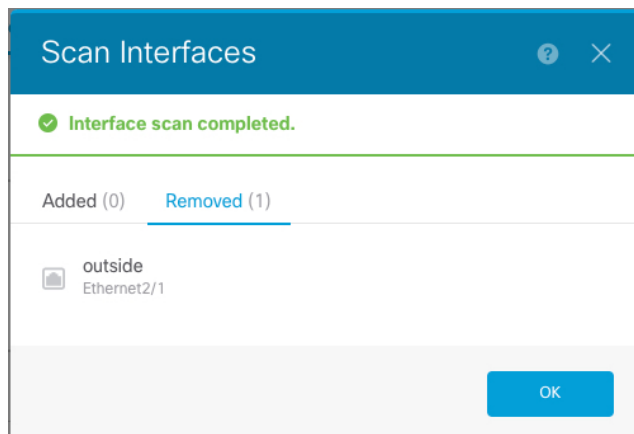 Scan Interfaces
Interface scan completed.
Added (0) Removed (1)
outside
Ethernet2/1
OK